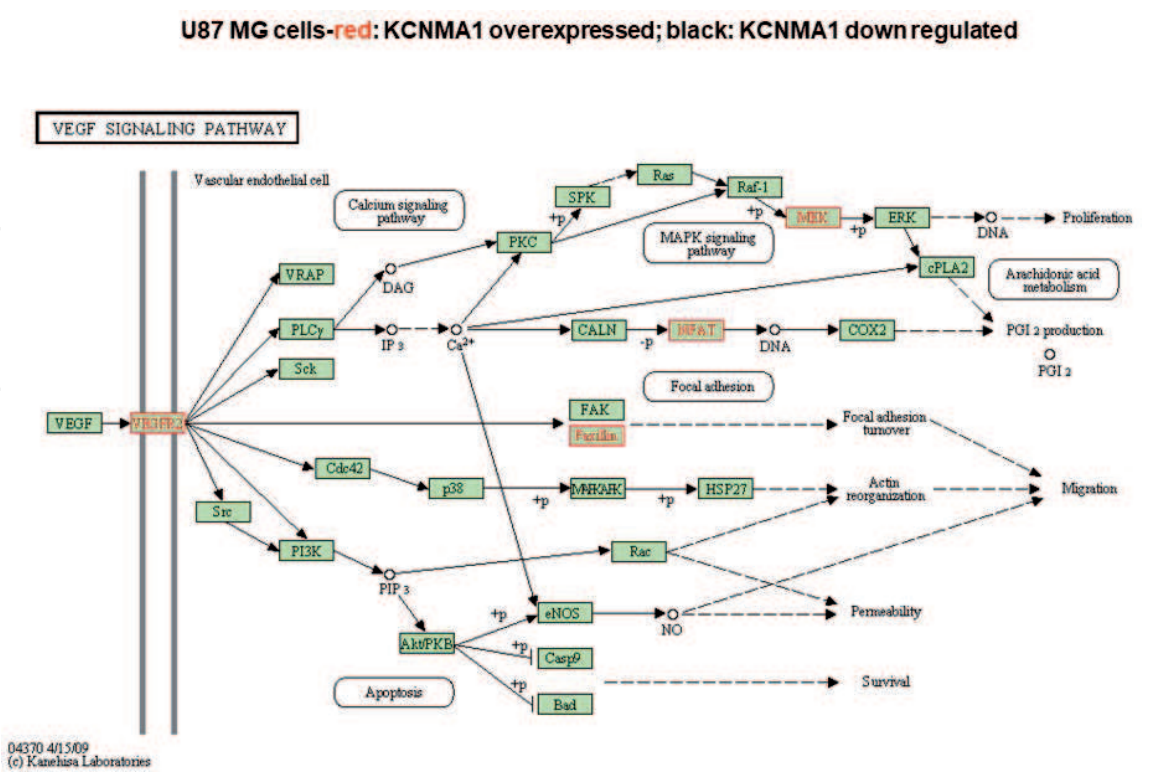 U87 MG cells-red: KCNMA1 overexpressed; black: KCNMA1 down regulated
VEGF SIGNALING PATHWAY
Vascular endothelial cell
Calcium signaling
pathway
SPK
Ras
Raf-1
+p
+p
MEK
+p
ERK
DNA
Proliferation
PKC
MAPK signaling
pathway
VRAP
DAG
cPLA2
Arachidonic acid
metabolism
PLCγ
IP 3
Ca2+
CALN
-p
NFAT
DNA
COX2
PGI 2 production
PGI 2
Sck
Focal adhesion
VEGF
VEGFR2
FAK
Paxillin
Focal adhesion
turnover
Cdc42
p38
+p
MAPKAPK
+p
HSP27
Actin
reorganization
Migration
Src
PI3K
PIP 3
Rac
+p
eNOS
NO
Permeability
Akt/PKB
+p
Casp9
+p
Bad
Survival
Apoptosis
04370 4/15/09
(c) Kanehisa Laboratories